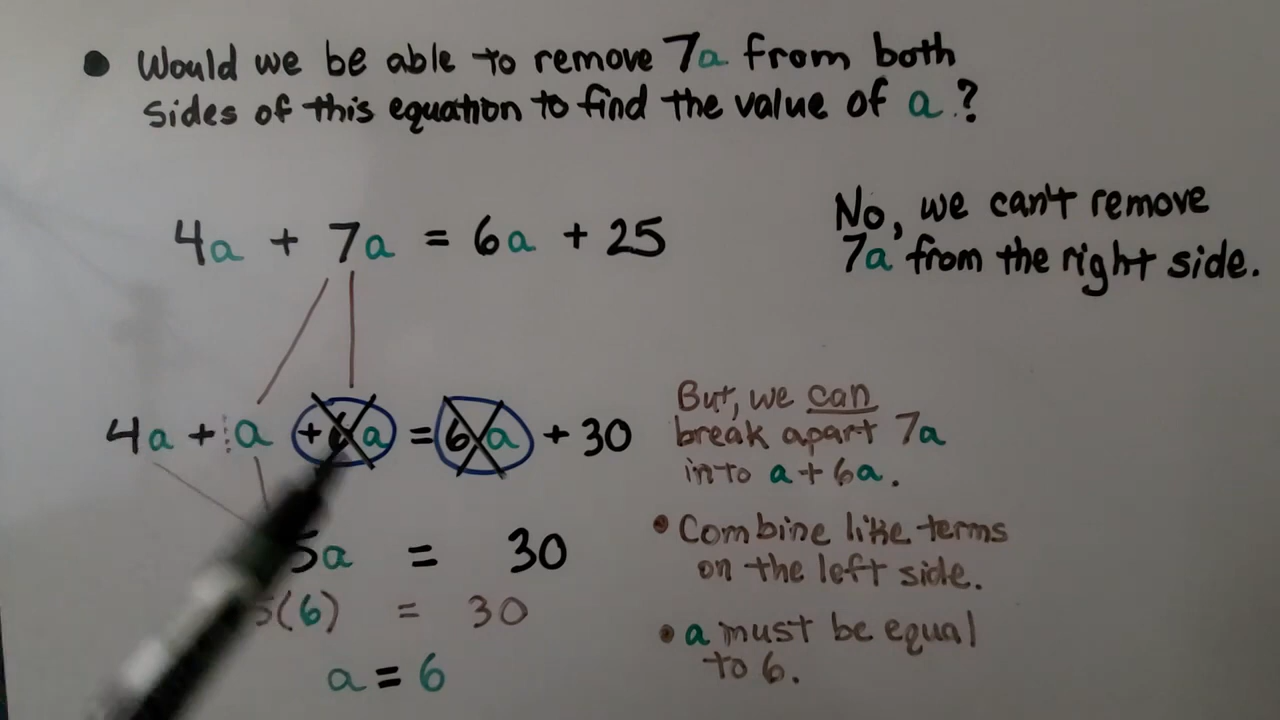 • Would we be able to remove 7a from both
sides of this equation to find the value of a?
4a + 7a = 6a + 25
No, we can't remove
7a from the right side.
4a + a + 6a = 6a + 30
But, we can
break apart 7a
into a + 6a.
5a = 30
• Combine like terms
on the left side.
5(6) = 30
• a must be equal
to 6.
a = 6